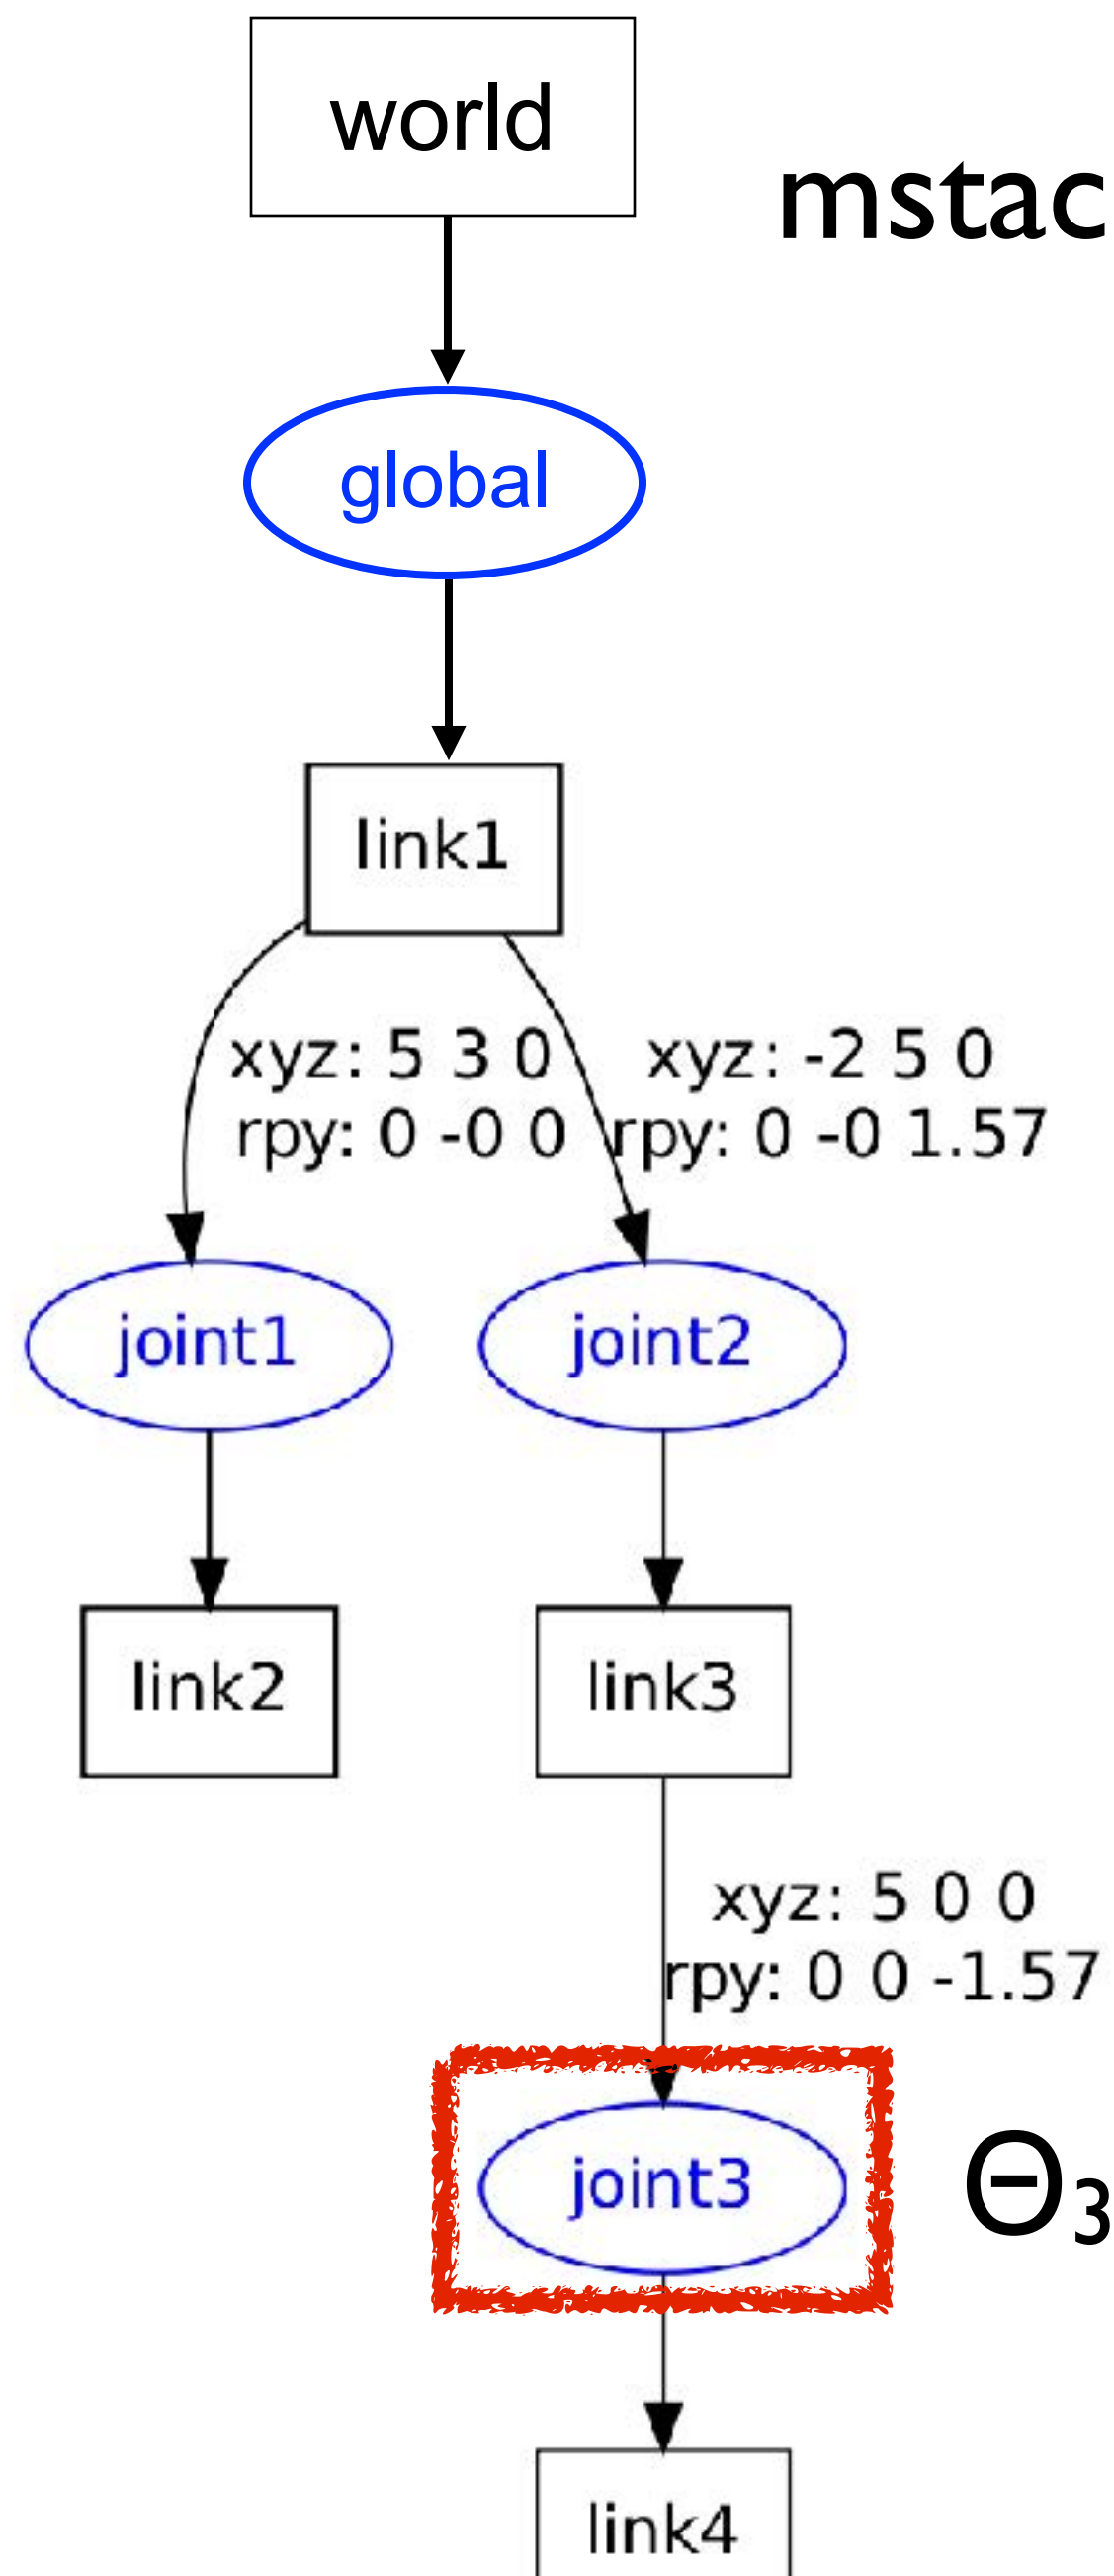 world
mstac
global
link1
xyz: 5 3 0
rpy: 0 -0 0
xyz: -2 5 0
rpy: 0 -0 1.57
joint1
joint2
link2
link3
xyz: 5 0 0
rpy: 0 0 -1.57
joint3
Θ3
link4